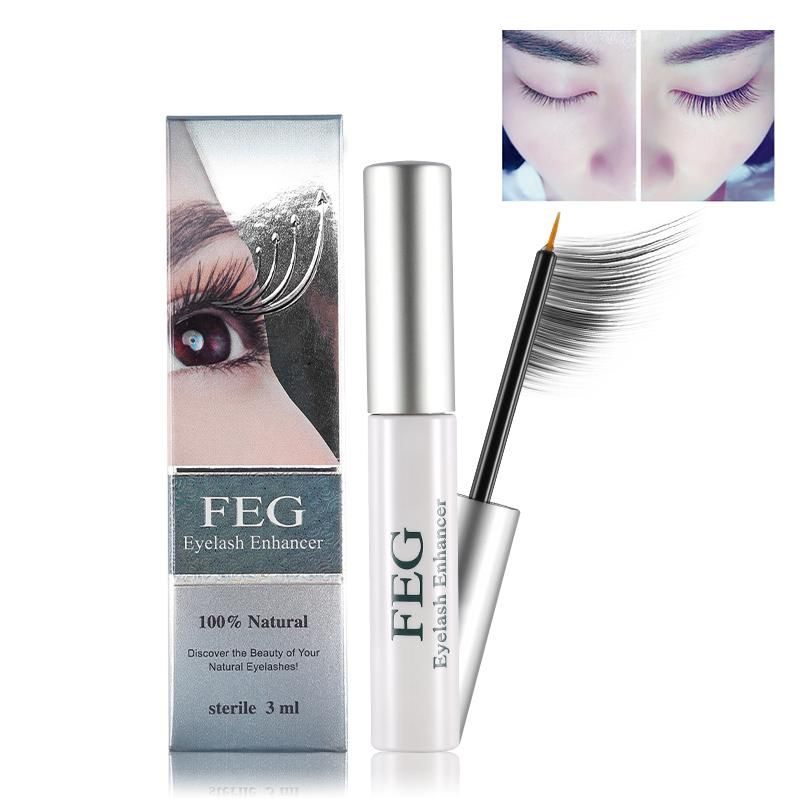 FEG
Eyelash Enhancer
100% Natural
Discover the Beauty of Your
Natural Eyelashes!
sterile 3 ml
FEG
Eyelash Enhancer